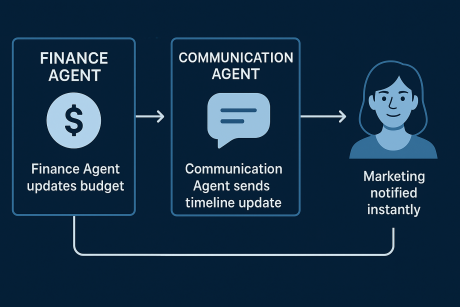 FINANCE
AGENT
$
Finance Agent
updates budget
COMMUNICATION
AGENT
Communication
Agent sends
timeline update
Marketing
notified
instantly